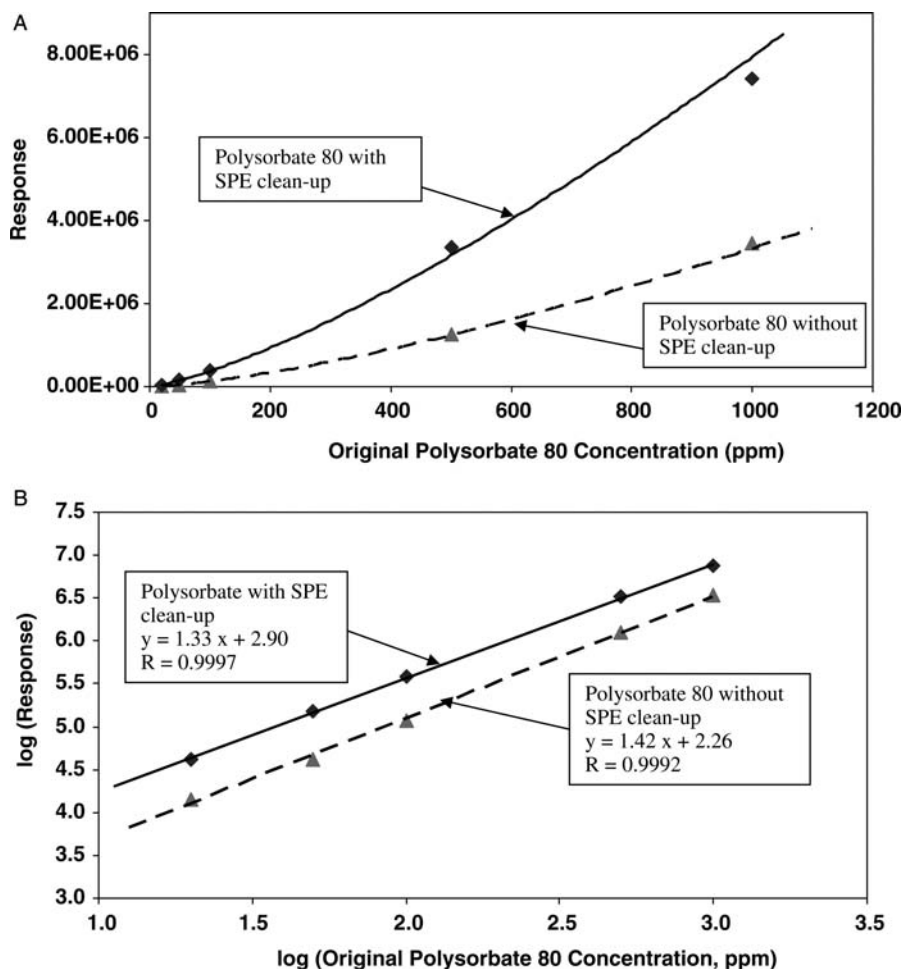 A
8.00E+06
6.00E+06
4.00E+06
2.00E+06
0.00E+00
Response
Polysorbate 80 with
SPE clean-up
Polysorbate 80 without
SPE clean-up
0 200 400 600 800 1000 1200
Original Polysorbate 80 Concentration (ppm)
B
7.5
7.0
6.5
6.0
5.5
5.0
4.5
4.0
3.5
3.0
log (Response)
Polysorbate with SPE
clean-up
y = 1.33 x + 2.90
R = 0.9997
Polysorbate 80 without
SPE clean-up
y = 1.42 x + 2.26
R = 0.9992
1.0 1.5 2.0 2.5 3.0 3.5
log (Original Polysorbate 80 Concentration, ppm)